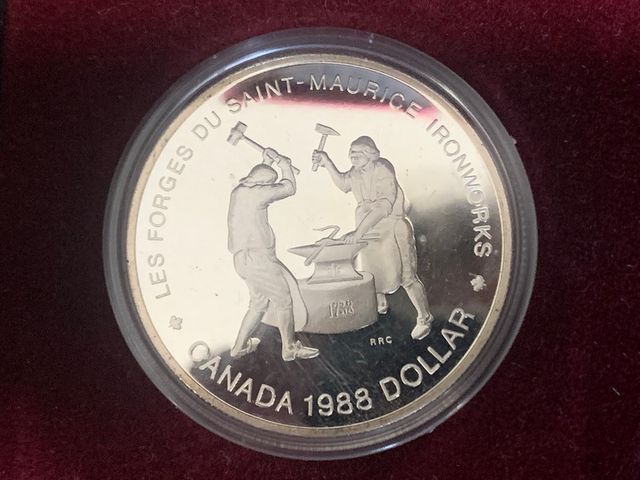 LES FORGES DU SAINT-MAURICE IRONWORKS
1738
RRC
CANADA 1988 DOLLAR